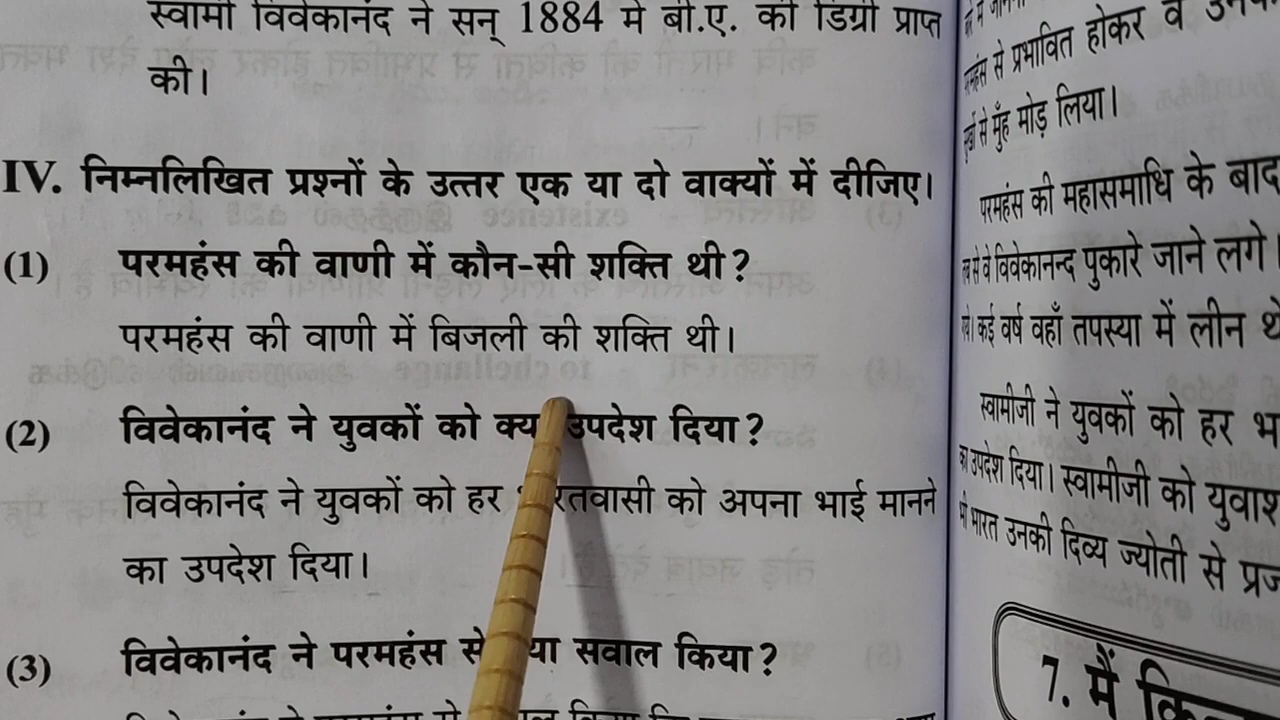 स्वामी विवेकानंद ने सन् 1884 में बी.ए. की डिग्री प्राप्त
की।
IV. निम्नलिखित प्रश्नों के उत्तर एक या दो वाक्यों में दीजिए।
(1) परमहंस की वाणी में कौन-सी शक्ति थी?
परमहंस की वाणी में बिजली की शक्ति थी।
(2) विवेकानंद ने युवकों को क्या उपदेश दिया?
विवेकानंद ने युवकों को हर भारतवासी को अपना भाई मानने
का उपदेश दिया।
(3) विवेकानंद ने परमहंस से क्या सवाल किया?
से प्रभावित होकर वे
से मुँह मोड़ लिया।
परमहंस की महासमाधि के बाद
से वे विवेकानन्द पुकारे जाने लगे।
कई वर्ष वहाँ तपस्या में लीन थे
स्वामीजी ने युवकों को हर
का उपदेश दिया। स्वामीजी को
भारत उनकी दिव्य ज्योती से
7. मैं